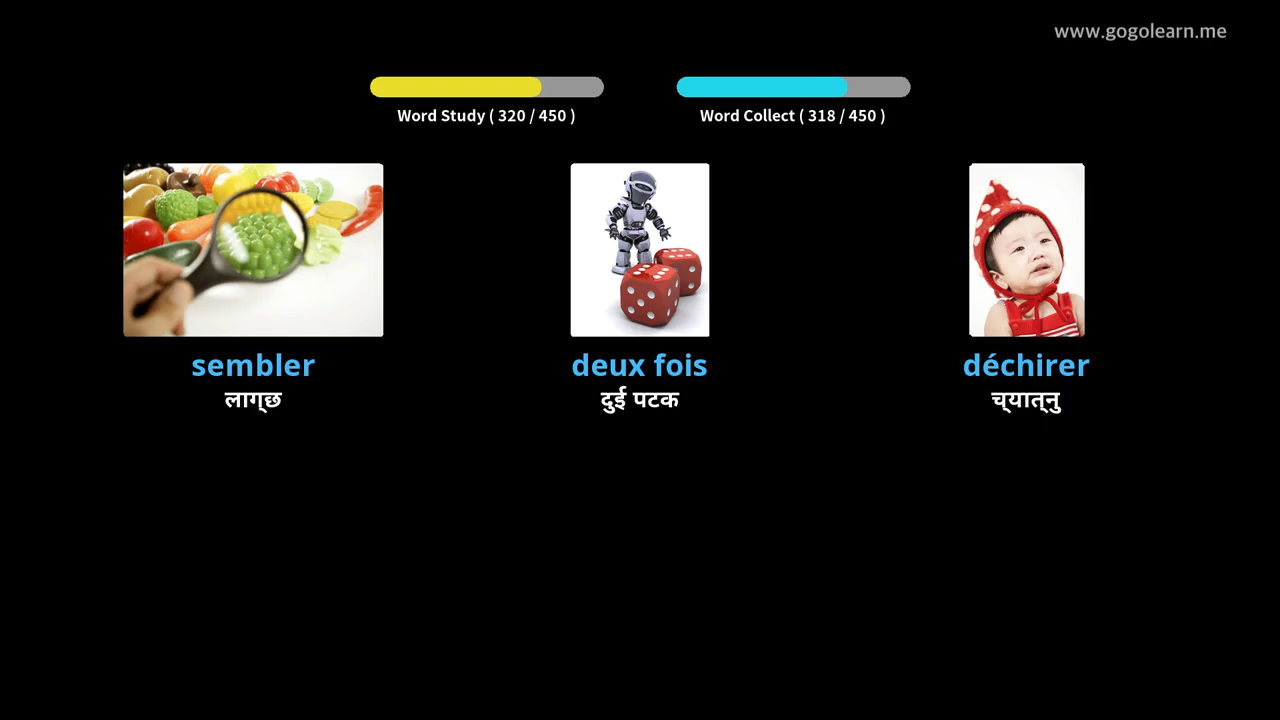 www.gogolearn.me
Word Study ( 320 / 450 )
Word Collect ( 318 / 450 )
sembler
लाग्छ
deux fois
दुई पटक
déchirer
च्यात्नु